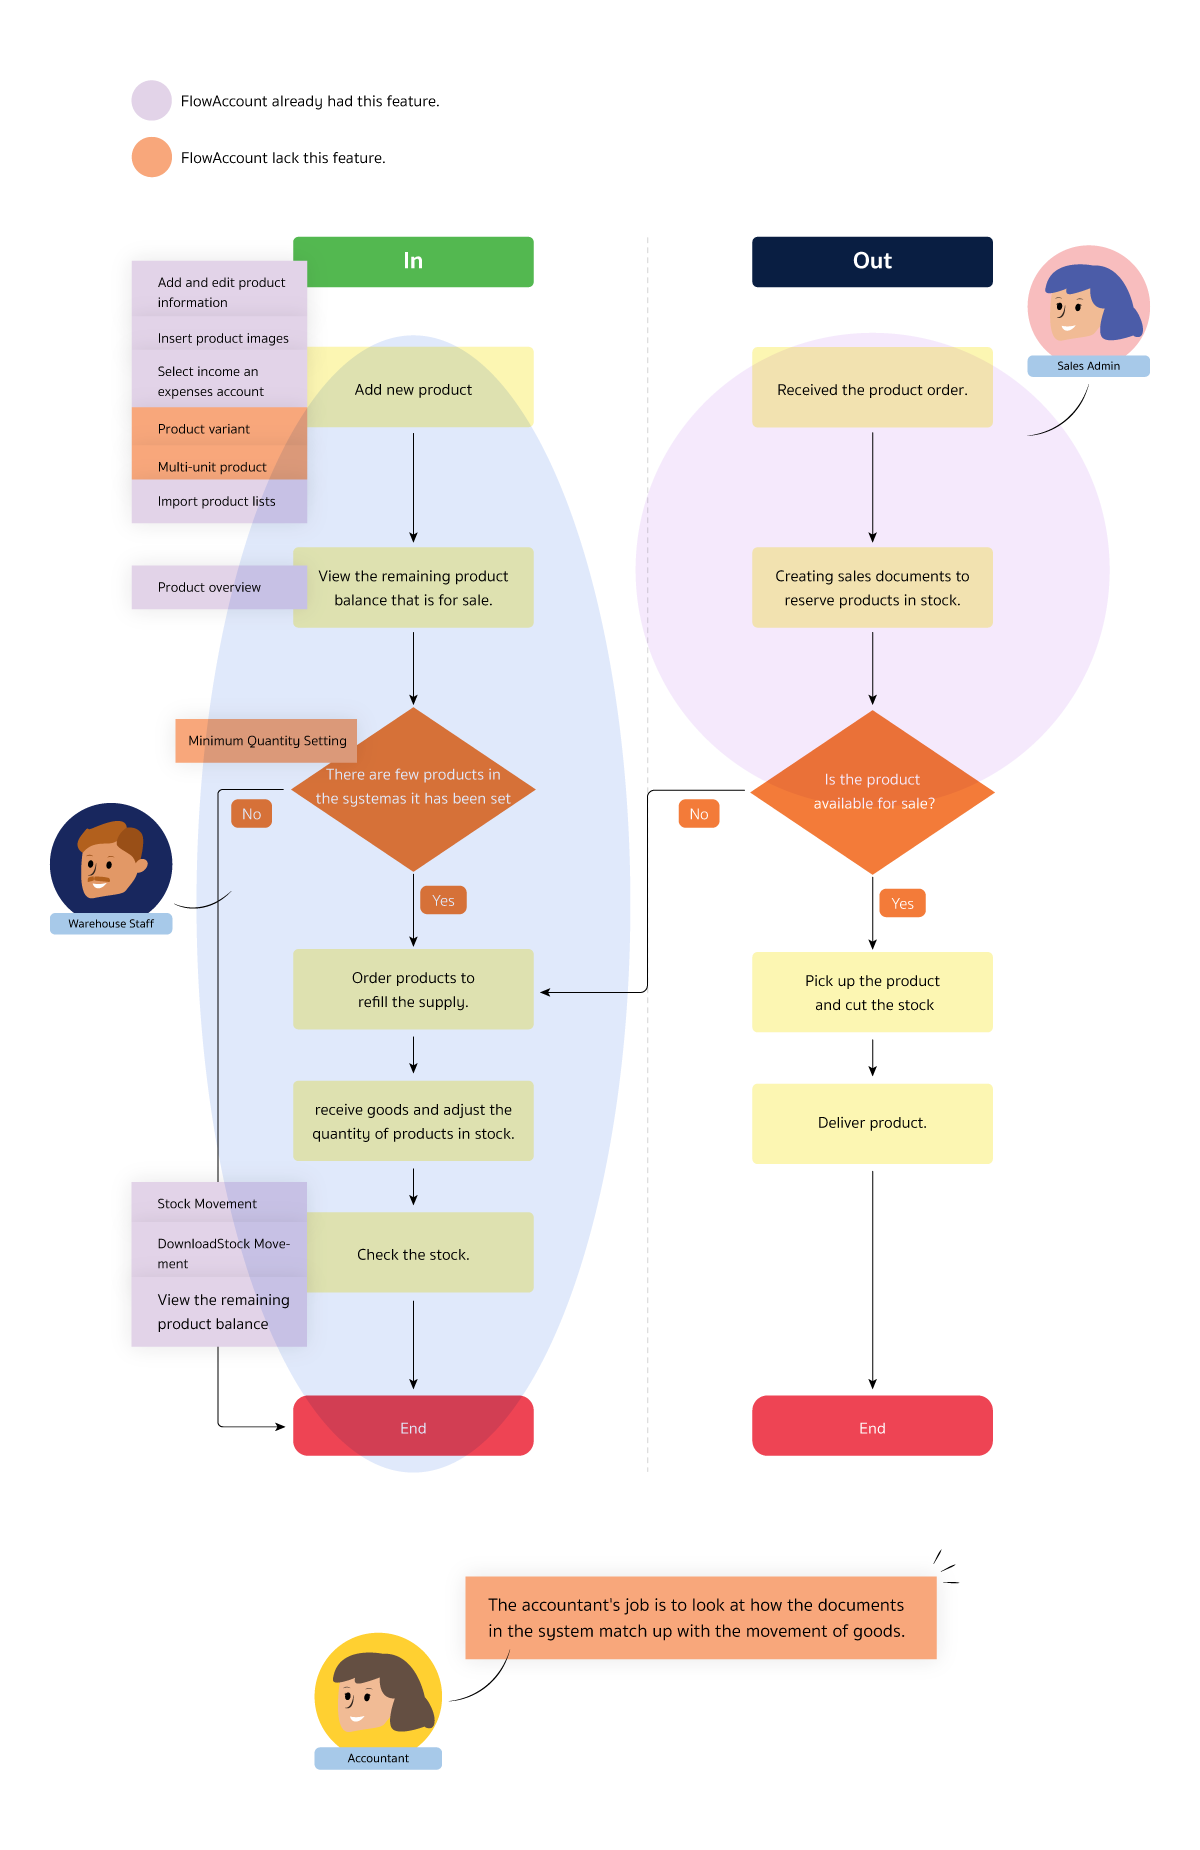 FlowAccount already had this feature.
FlowAccount lack this feature.
In
Add and edit product
information
Insert product images
Select income an
expenses account
Product variant
Multi-unit product
Import product lists
Add new product
Product overview
View the remaining product
balance that is for sale.
Minimum Quantity Setting
There are few products in
the systemas it has been set
No
Warehouse Staff
Yes
Order products to
refill the supply.
receive goods and adjust the
quantity of products in stock.
Stock Movement
DownloadStock Move-
ment
View the remaining
product balance
Check the stock.
End
Out
Sales Admin
Received the product order.
Creating sales documents to
reserve products in stock.
Is the product
available for sale?
No
Yes
Pick up the product
and cut the stock
Deliver product.
End
The accountant's job is to look at how the documents
in the system match up with the movement of goods.
Accountant